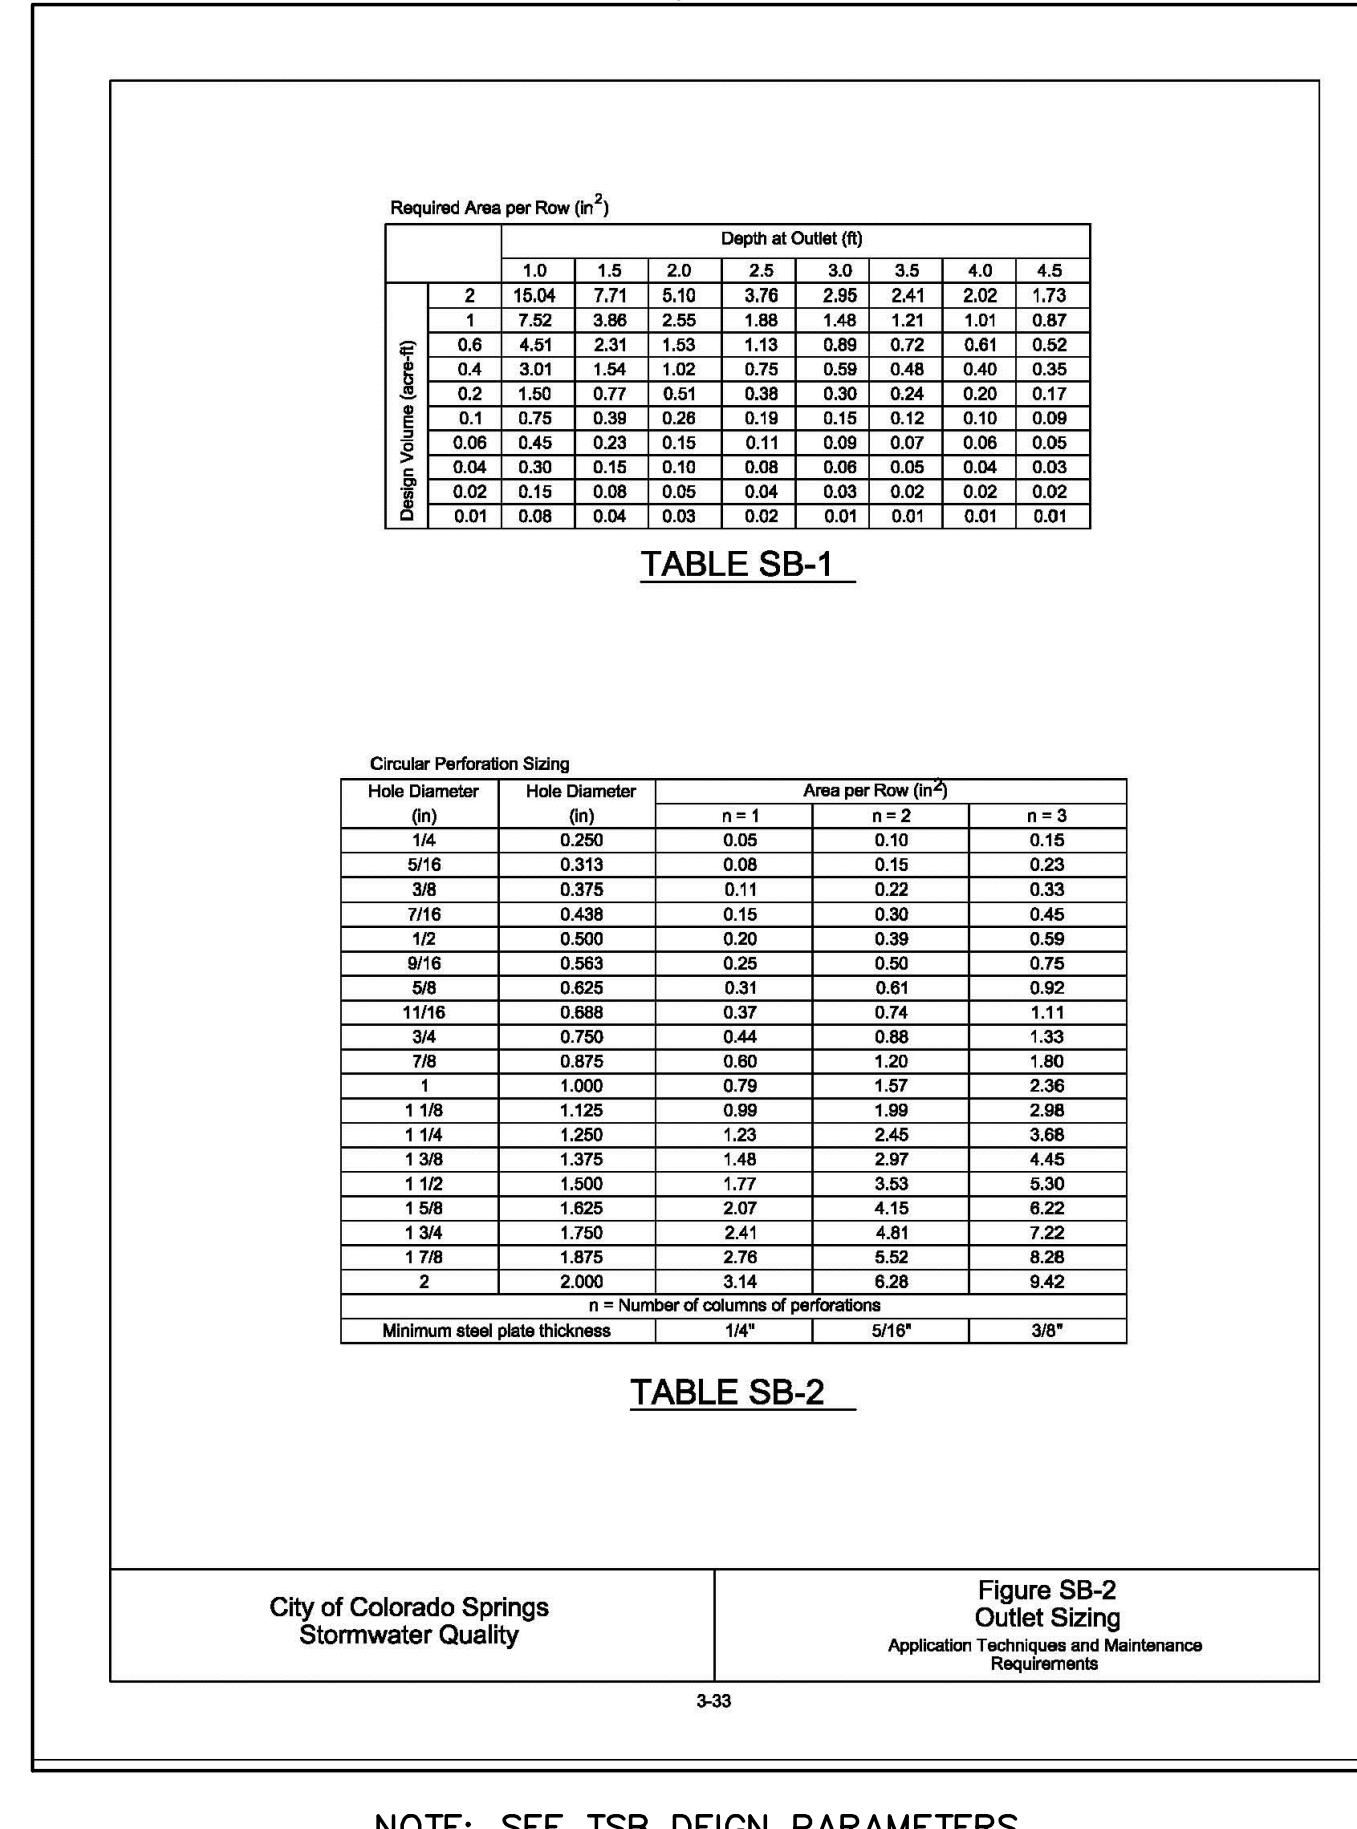 Required Area per Row (in2)
Depth at Outlet (ft)
1.0 1.5 2.0 2.5 3.0 3.5 4.0 4.5
Design Volume (acre-ft)
2 15.04 7.71 5.10 3.76 2.95 2.41 2.02 1.73
1 7.52 3.86 2.55 1.88 1.48 1.21 1.01 0.87
0.6 4.51 2.31 1.53 1.13 0.89 0.72 0.61 0.52
0.4 3.01 1.54 1.02 0.75 0.59 0.48 0.40 0.35
0.2 1.50 0.77 0.51 0.38 0.30 0.24 0.20 0.17
0.1 0.75 0.39 0.26 0.19 0.15 0.12 0.10 0.09
0.06 0.45 0.23 0.15 0.11 0.09 0.07 0.06 0.05
0.04 0.30 0.15 0.10 0.08 0.06 0.05 0.04 0.03
0.02 0.15 0.08 0.05 0.04 0.03 0.02 0.02 0.02
0.01 0.08 0.04 0.03 0.02 0.01 0.01 0.01 0.01
TABLE SB-1
Circular Perforation Sizing
Hole Diameter Hole Diameter Area per Row (in2)
(in) (in) n = 1 n = 2 n = 3
1/4 0.250 0.05 0.10 0.15
5/16 0.313 0.08 0.15 0.23
3/8 0.375 0.11 0.22 0.33
7/16 0.438 0.15 0.30 0.45
1/2 0.500 0.20 0.39 0.59
9/16 0.563 0.25 0.50 0.75
5/8 0.625 0.31 0.61 0.92
11/16 0.688 0.37 0.74 1.11
3/4 0.750 0.44 0.88 1.33
7/8 0.875 0.60 1.20 1.80
1 1.000 0.79 1.57 2.36
1 1/8 1.125 0.99 1.99 2.98
1 1/4 1.250 1.23 2.45 3.68
1 3/8 1.375 1.48 2.97 4.45
1 1/2 1.500 1.77 3.53 5.30
1 5/8 1.625 2.07 4.15 6.22
1 3/4 1.750 2.41 4.81 7.22
1 7/8 1.875 2.76 5.52 8.28
2 2.000 3.14 6.28 9.42
n = Number of columns of perforations
Minimum steel plate thickness 1/4" 5/16" 3/8"
TABLE SB-2
City of Colorado Springs
Stormwater Quality
Figure SB-2
Outlet Sizing
Application Techniques and Maintenance
Requirements
3-33
NOTE: SEE TSB DEIGN PARAMETERS